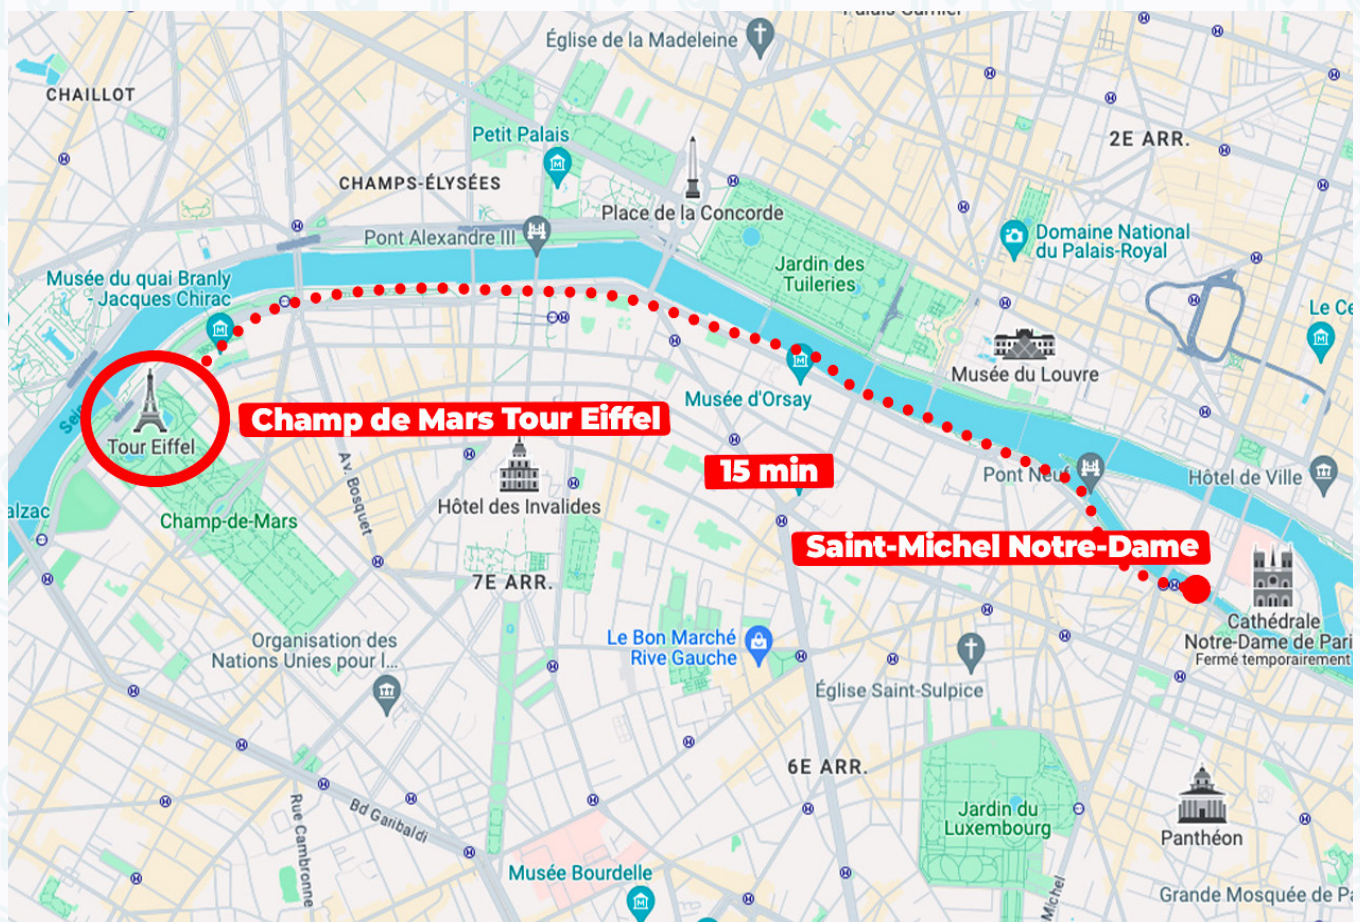 Église de la Madeleine
CHAILLOT
2E ARR.
Petit Palais
CHAMPS-ÉLYSÉES
Place de la Concorde
Pont Alexandre III
Domaine National
du Palais-Royal
Jardin des
Tuileries
Musée du quai Branly
- Jacques Chirac
Le Ce
Musée du Louvre
Musée d'Orsay
Champ de Mars Tour Eiffel
Tour Eiffel
15 min
Pont Neuf
Hôtel de Ville
Av. Bosquet
Hôtel des Invalides
alzac
Champ-de-Mars
Saint-Michel Notre-Dame
7E ARR.
Cathédrale
Notre-Dame de Pari
Fermé temporairement
Organisation des
Nations Unies pour l...
Le Bon Marché
Rive Gauche
Église Saint-Sulpice
6E ARR.
Bd Garibaldi
Rue Cambronne
Jardin du
Luxembourg
Panthéon
Musée Bourdelle
Michel
Grande Mosquée de Pa